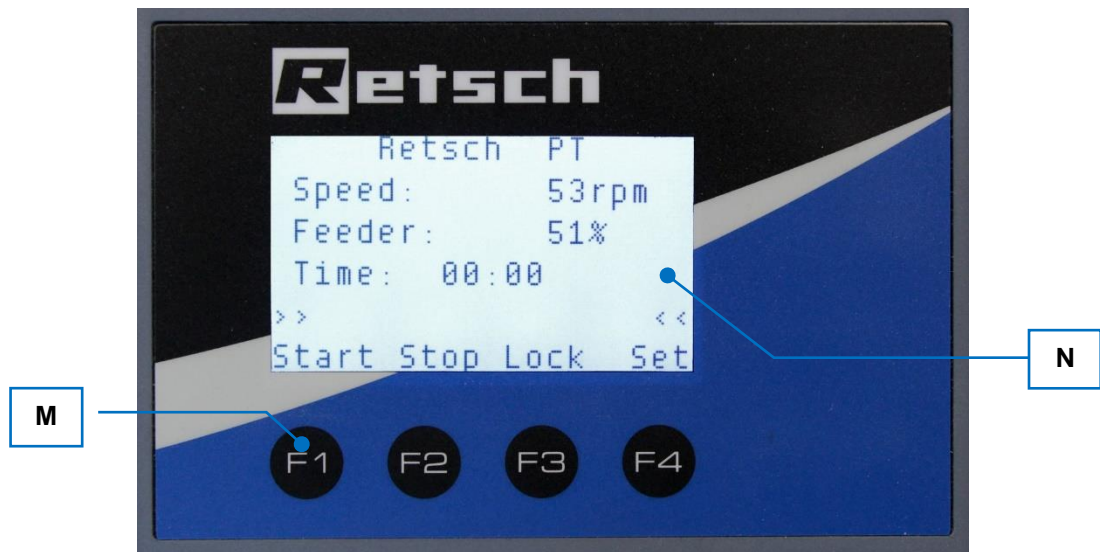 Retsch
Retsch PT
Speed: 53rpm
Feeder: 51%
Time: 00:00
>> <<
Start Stop Lock Set
N
M
F1 F2 F3 F4